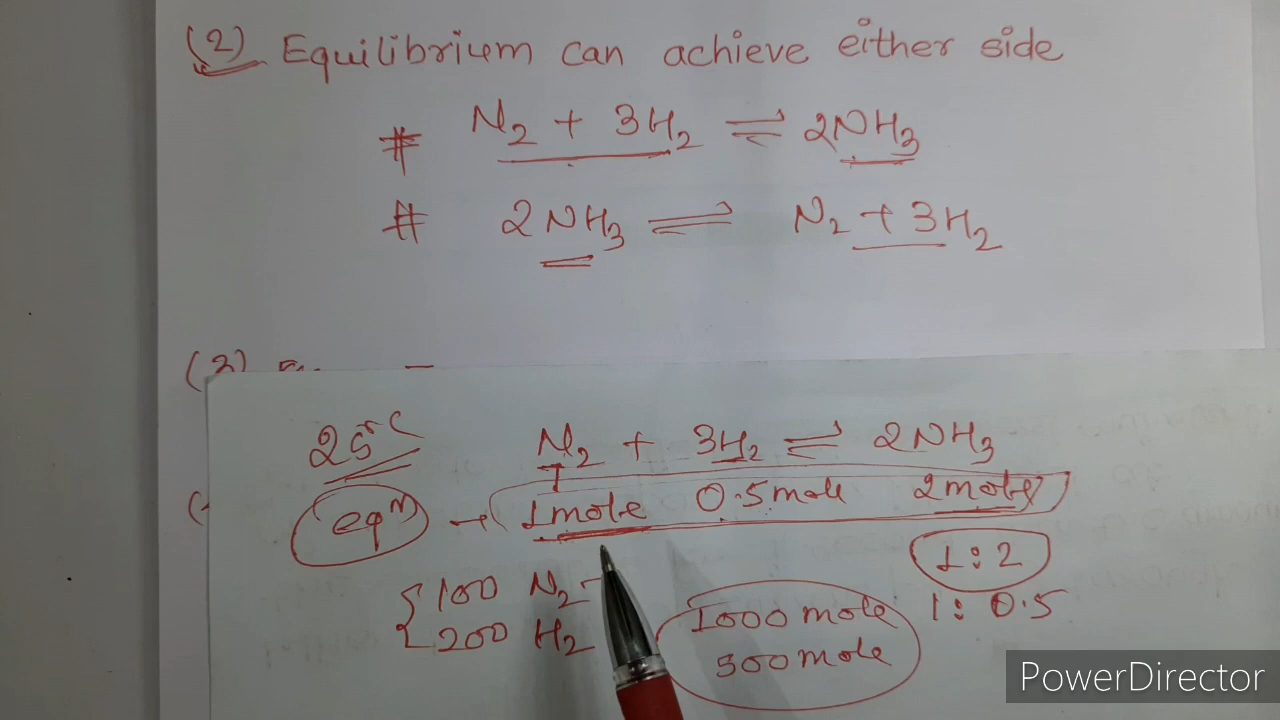 (2) Equilibrium can achieve either side
# N₂ + 3H₂ ⇌ 2NH₃
# 2NH₃ ⇌ N₂ + 3H₂
(3)
25°C N₂ + 3H₂ ⇌ 2NH₃
eqⁿ → 1mole 0.5mole 2mole
1:2
100 N₂ 1000 mole 1:0.5
200 H₂ 500 mole
PowerDirector